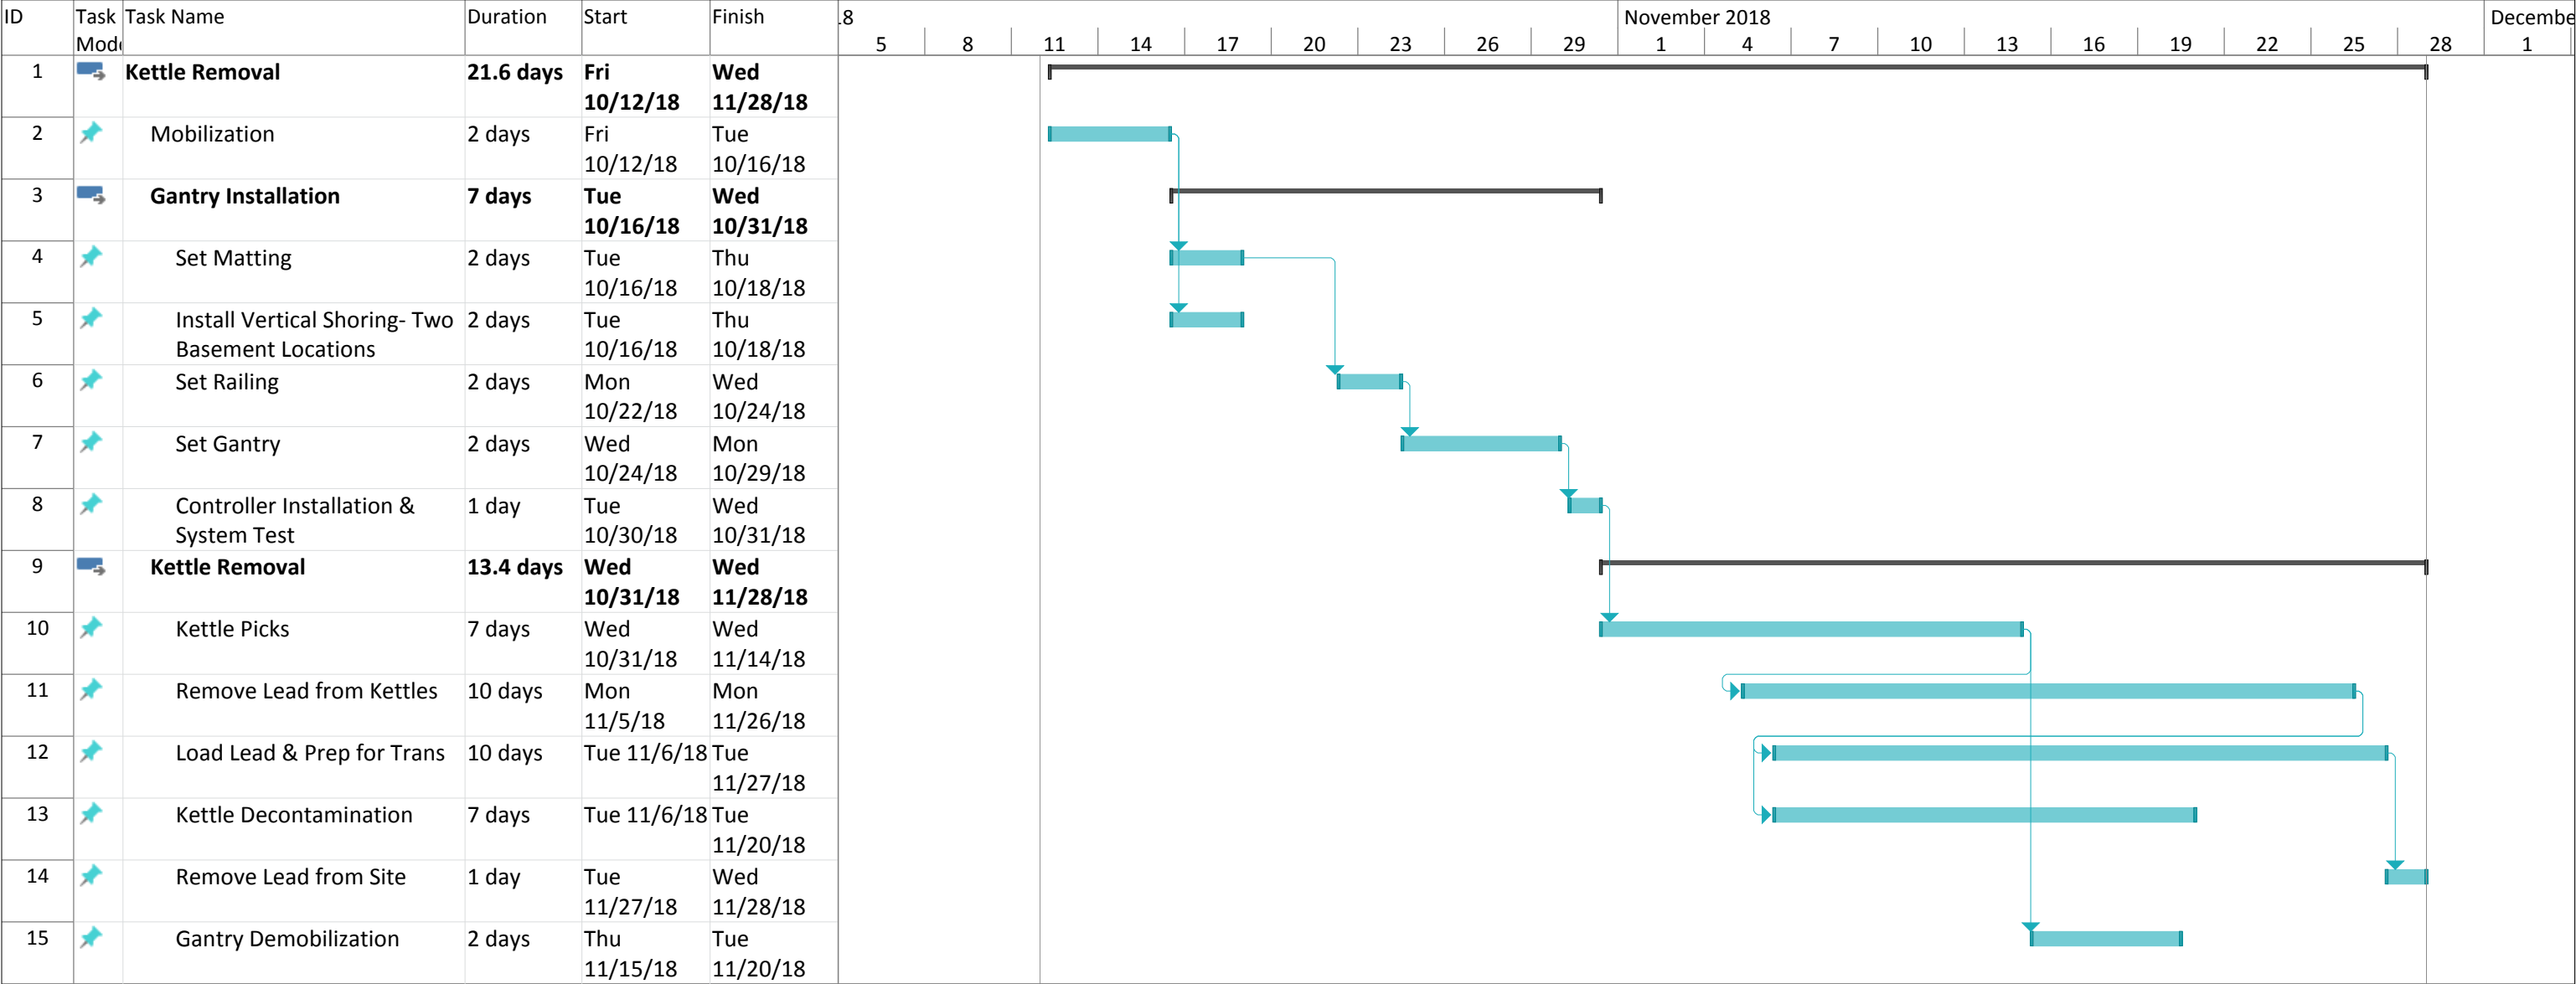 ID Task Task Name Duration Start Finish .8 November 2018 Decembe
Mode 5 8 11 14 17 20 23 26 29 1 4 7 10 13 16 19 22 25 28 1
1 Kettle Removal 21.6 days Fri Wed
10/12/18 11/28/18
2 Mobilization 2 days Fri Tue
10/12/18 10/16/18
3 Gantry Installation 7 days Tue Wed
10/16/18 10/31/18
4 Set Matting 2 days Tue Thu
10/16/18 10/18/18
5 Install Vertical Shoring- Two 2 days Tue Thu
Basement Locations 10/16/18 10/18/18
6 Set Railing 2 days Mon Wed
10/22/18 10/24/18
7 Set Gantry 2 days Wed Mon
10/24/18 10/29/18
8 Controller Installation & 1 day Tue Wed
System Test 10/30/18 10/31/18
9 Kettle Removal 13.4 days Wed Wed
10/31/18 11/28/18
10 Kettle Picks 7 days Wed Wed
10/31/18 11/14/18
11 Remove Lead from Kettles 10 days Mon Mon
11/5/18 11/26/18
12 Load Lead & Prep for Trans 10 days Tue 11/6/18 Tue
11/27/18
13 Kettle Decontamination 7 days Tue 11/6/18 Tue
11/20/18
14 Remove Lead from Site 1 day Tue Wed
11/27/18 11/28/18
15 Gantry Demobilization 2 days Thu Tue
11/15/18 11/20/18